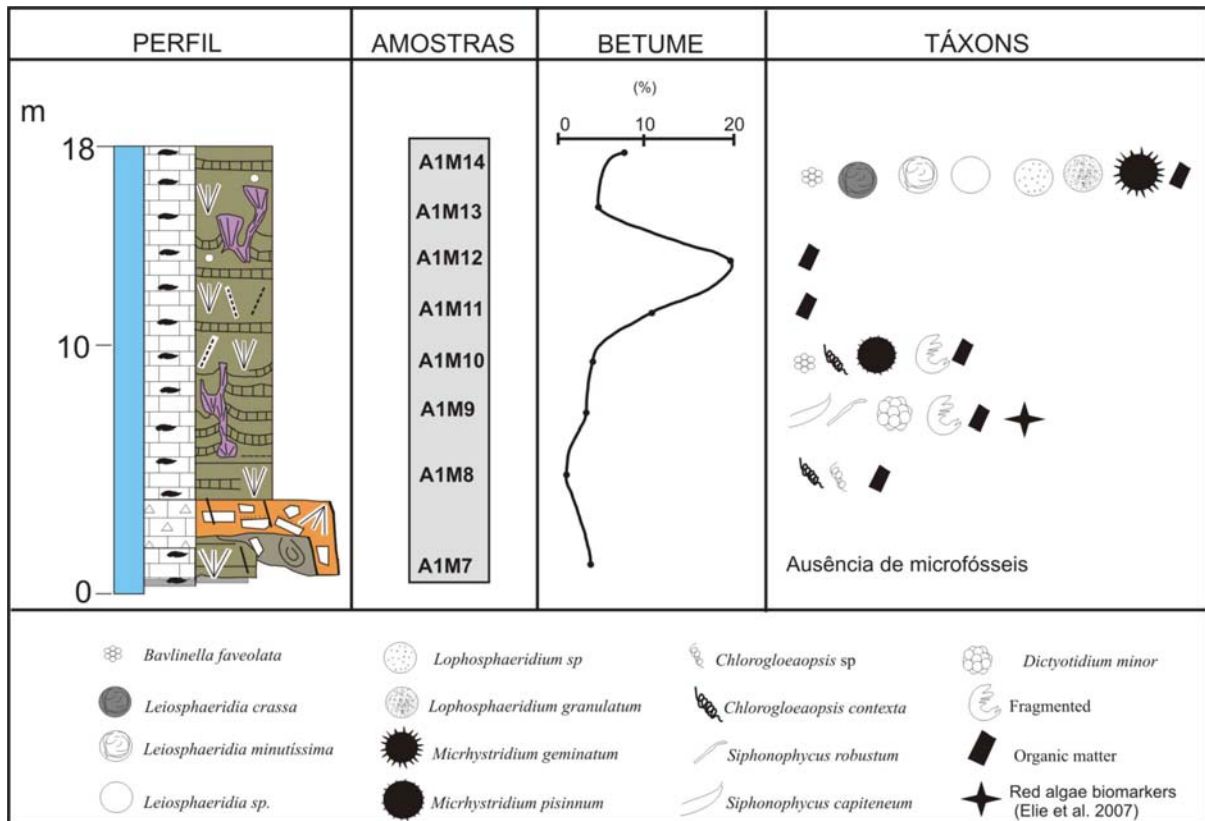 PERFIL
AMOSTRAS
BETUME
TÁXONS
m
(%)
0 10 20
18
A1M14
A1M13
A1M12
A1M11
10
A1M10
A1M9
A1M8
A1M7
Ausência de microfósseis
0
Bavlinella faveolata
Lophosphaeridium sp
Chlorogloeaopsis sp
Dictyotidium minor
Leiosphaeridia crassa
Lophosphaeridium granulatum
Chlorogloeaopsis contexta
Fragmented
Leiosphaeridia minutíssima
Micrhystridium geminatum
Siphonophycus robustum
Organic matter
Leiosphaeridia sp.
Micrhystridium pisinnum
Siphonophycus capiteneum
Red algae biomarkers
(Elie et al. 2007)